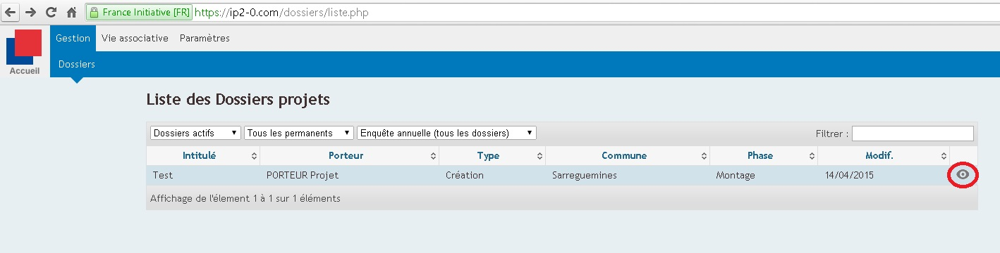 France Initiative [FR] https://ip2-0.com/dossiers/liste.php
Gestion Vie associative Paramètres
Accueil
Dossiers
Liste des Dossiers projets
Dossiers actifs Tous les permanents Enquête annuelle (tous les dossiers) Filtrer :
Intitulé Porteur Type Commune Phase Modif.
Test PORTEUR Projet Création Sarreguemines Montage 14/04/2015
Affichage de l'élement 1 à 1 sur 1 éléments